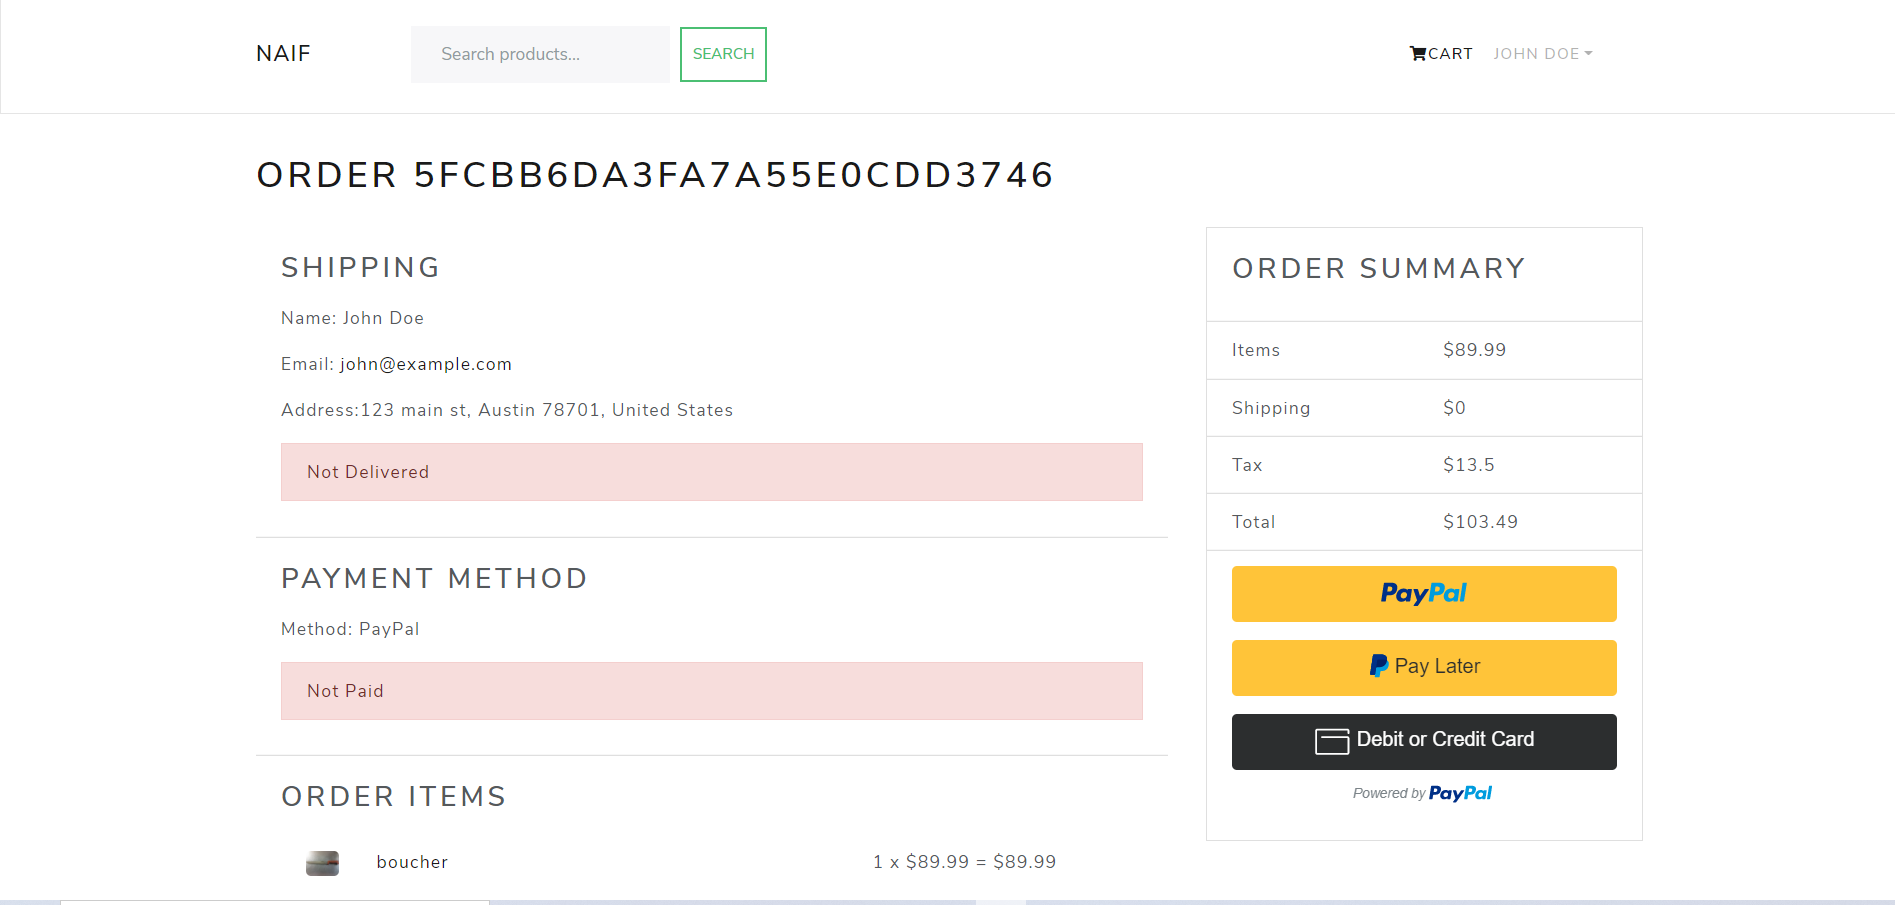 NAIF
Search products...
SEARCH
CART
JOHN DOE
ORDER 5FCBB6DA3FA7A55E0CDD3746
SHIPPING
Name: John Doe
Email: john@example.com
Address:123 main st, Austin 78701, United States
Not Delivered
PAYMENT METHOD
Method: PayPal
Not Paid
ORDER ITEMS
boucher
1 x $89.99 = $89.99
ORDER SUMMARY
Items $89.99
Shipping $0
Tax $13.5
Total $103.49
PayPal
Pay Later
Debit or Credit Card
Powered by PayPal